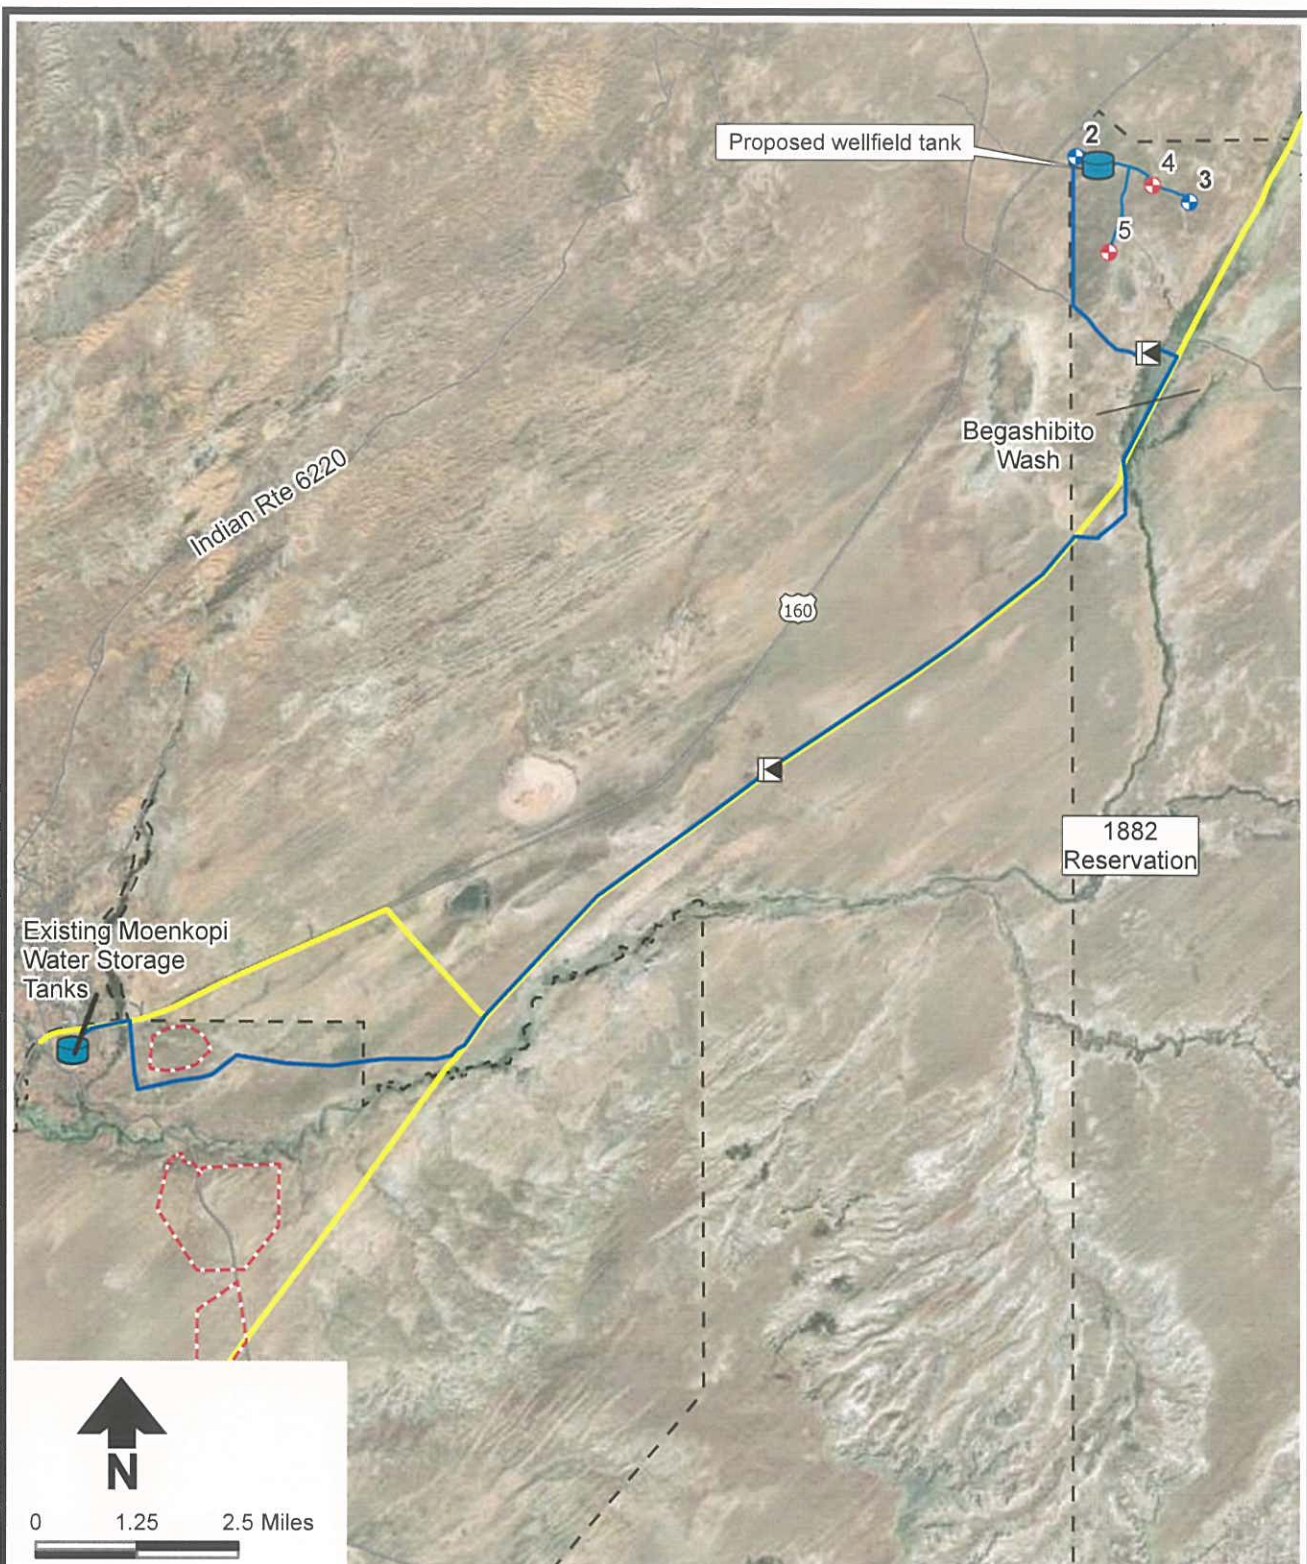 Proposed wellfield tank
2
4
3
5
Begashibito
Wash
Indian Rte 6220
160
1882
Reservation
Existing Moenkopi
Water Storage
Tanks
N
0 1.25 2.5 Miles